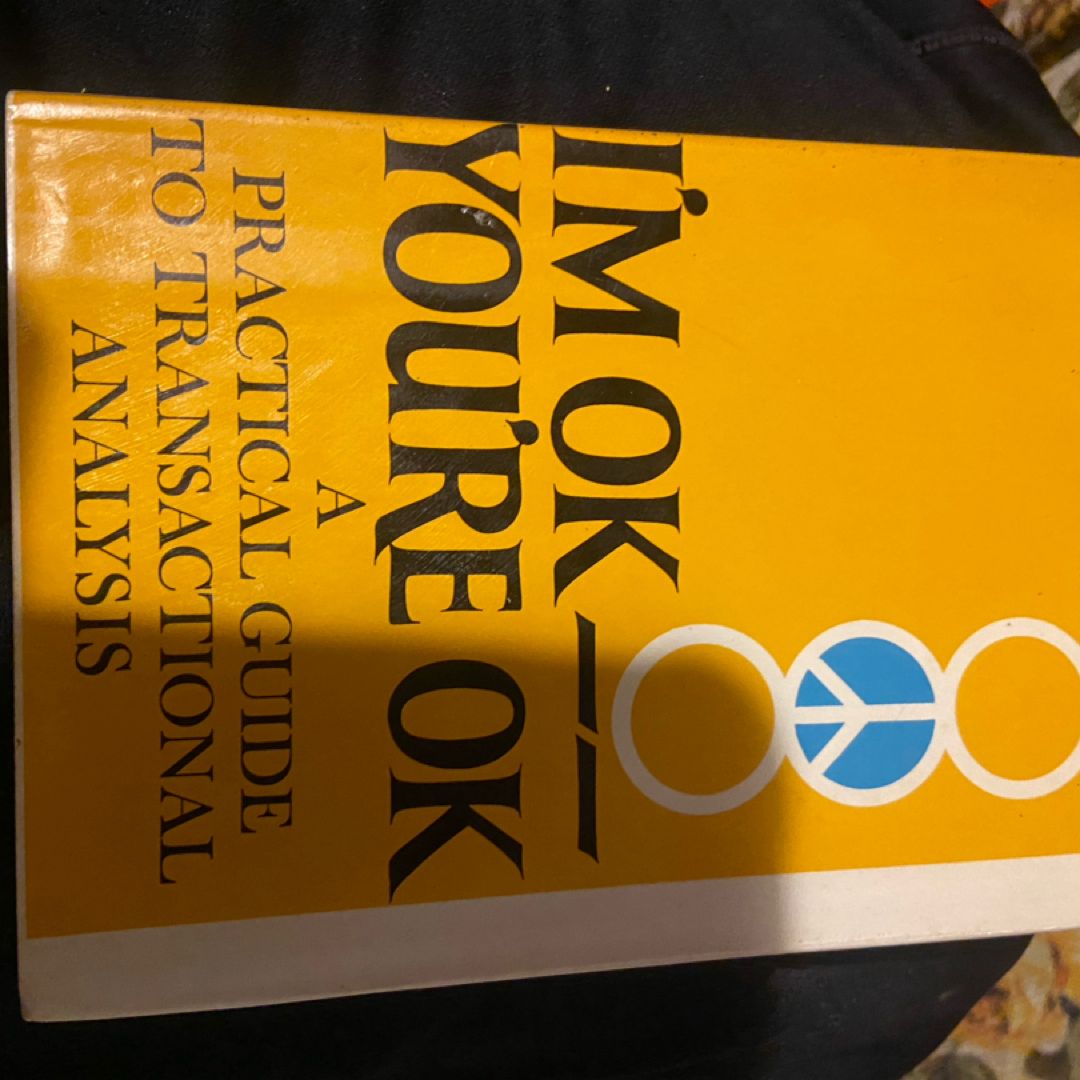 I'M OK——
YOU'RE OK
A
PRACTICAL GUIDE
TO TRANSACTIONAL
ANALYSIS